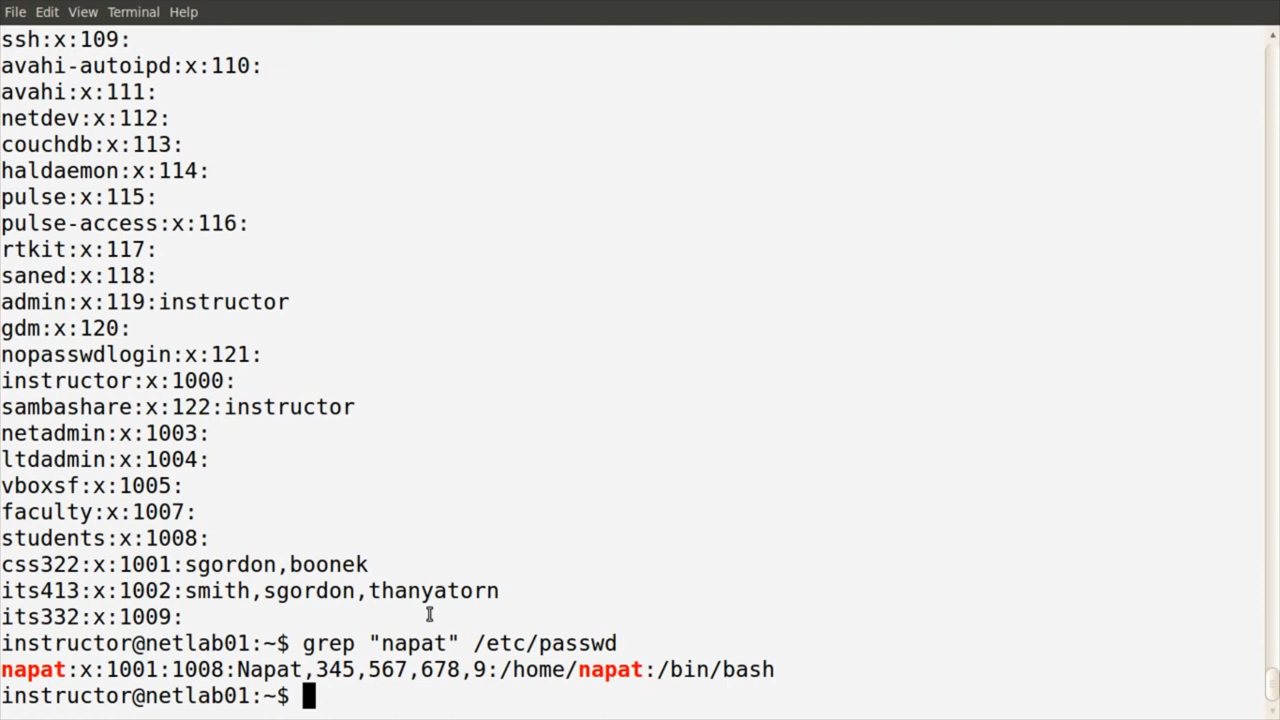 File Edit View Terminal Help
ssh:x:109:
avahi-autoipd:x:110:
avahi:x:111:
netdev:x:112:
couchdb:x:113:
haldaemon:x:114:
pulse:x:115:
pulse-access:x:116:
rtkit:x:117:
saned:x:118:
admin:x:119:instructor
gdm:x:120:
nopasswdlogin:x:121:
instructor:x:1000:
sambashare:x:122:instructor
netadmin:x:1003:
ltdadmin:x:1004:
vboxsf:x:1005:
faculty:x:1007:
students:x:1008:
css322:x:1001:sgordon,boonek
its413:x:1002:smith,sgordon,thanyatorn
its332:x:1009:
instructor@netlab01:~$ grep "napat" /etc/passwd
napat:x:1001:1008:Napat,345,567,678,9:/home/napat:/bin/bash
instructor@netlab01:~$